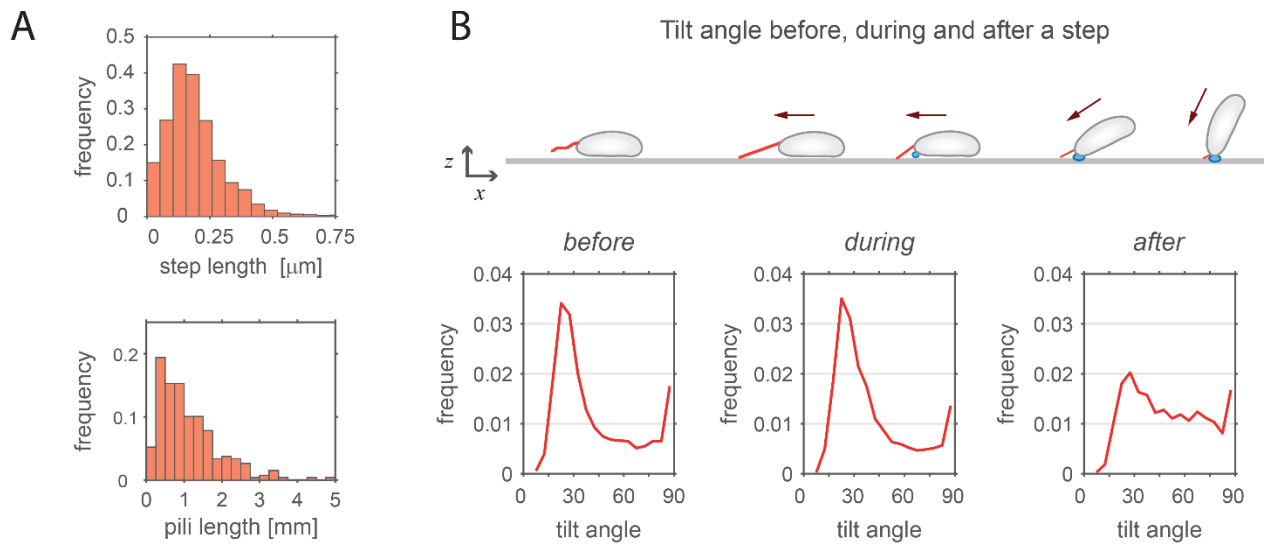 A
0.5
0.4
0.3
0.2
0.1
0
frequency
0 0.25 0.5 0.75
step length [μm]
0.2
0.1
0
frequency
0 1 2 3 4 5
pili length [mm]
B
Tilt angle before, during and after a step
z
x
before
0.04
0.03
0.02
0.01
0
frequency
0 30 60 90
tilt angle
during
0.04
0.03
0.02
0.01
0
frequency
0 30 60 90
tilt angle
after
0.04
0.03
0.02
0.01
0
frequency
0 30 60 90
tilt angle